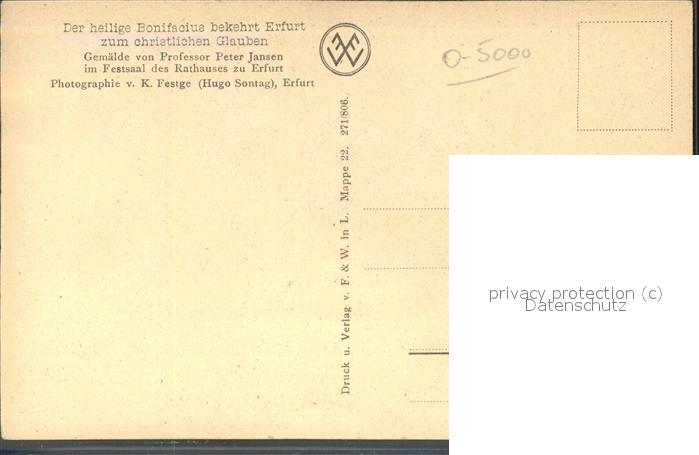 Der heilige Bonifacius bekehrt Erfurt
zum christlichen Glauben
Gemälde von Professor Peter Jansen
im Festsaal des Rathauses zu Erfurt
Photographie v. K. Festge (Hugo Sontag), Erfurt
O-5000
Druck u. Verlag v. F. & W. in L. Mappe 22. 271/806.
privacy protection (c)
Datenschutz